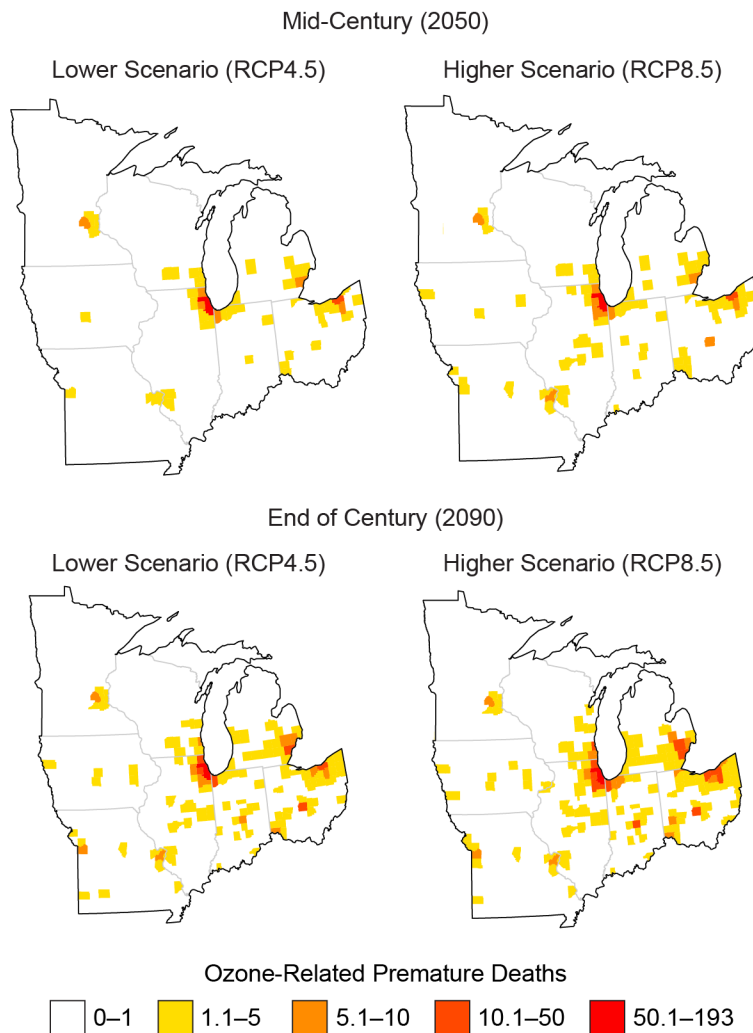 Mid-Century (2050)
Lower Scenario (RCP4.5)
Higher Scenario (RCP8.5)
End of Century (2090)
Lower Scenario (RCP4.5)
Higher Scenario (RCP8.5)
Ozone-Related Premature Deaths
0–1
1.1–5
5.1–10
10.1–50
50.1–193